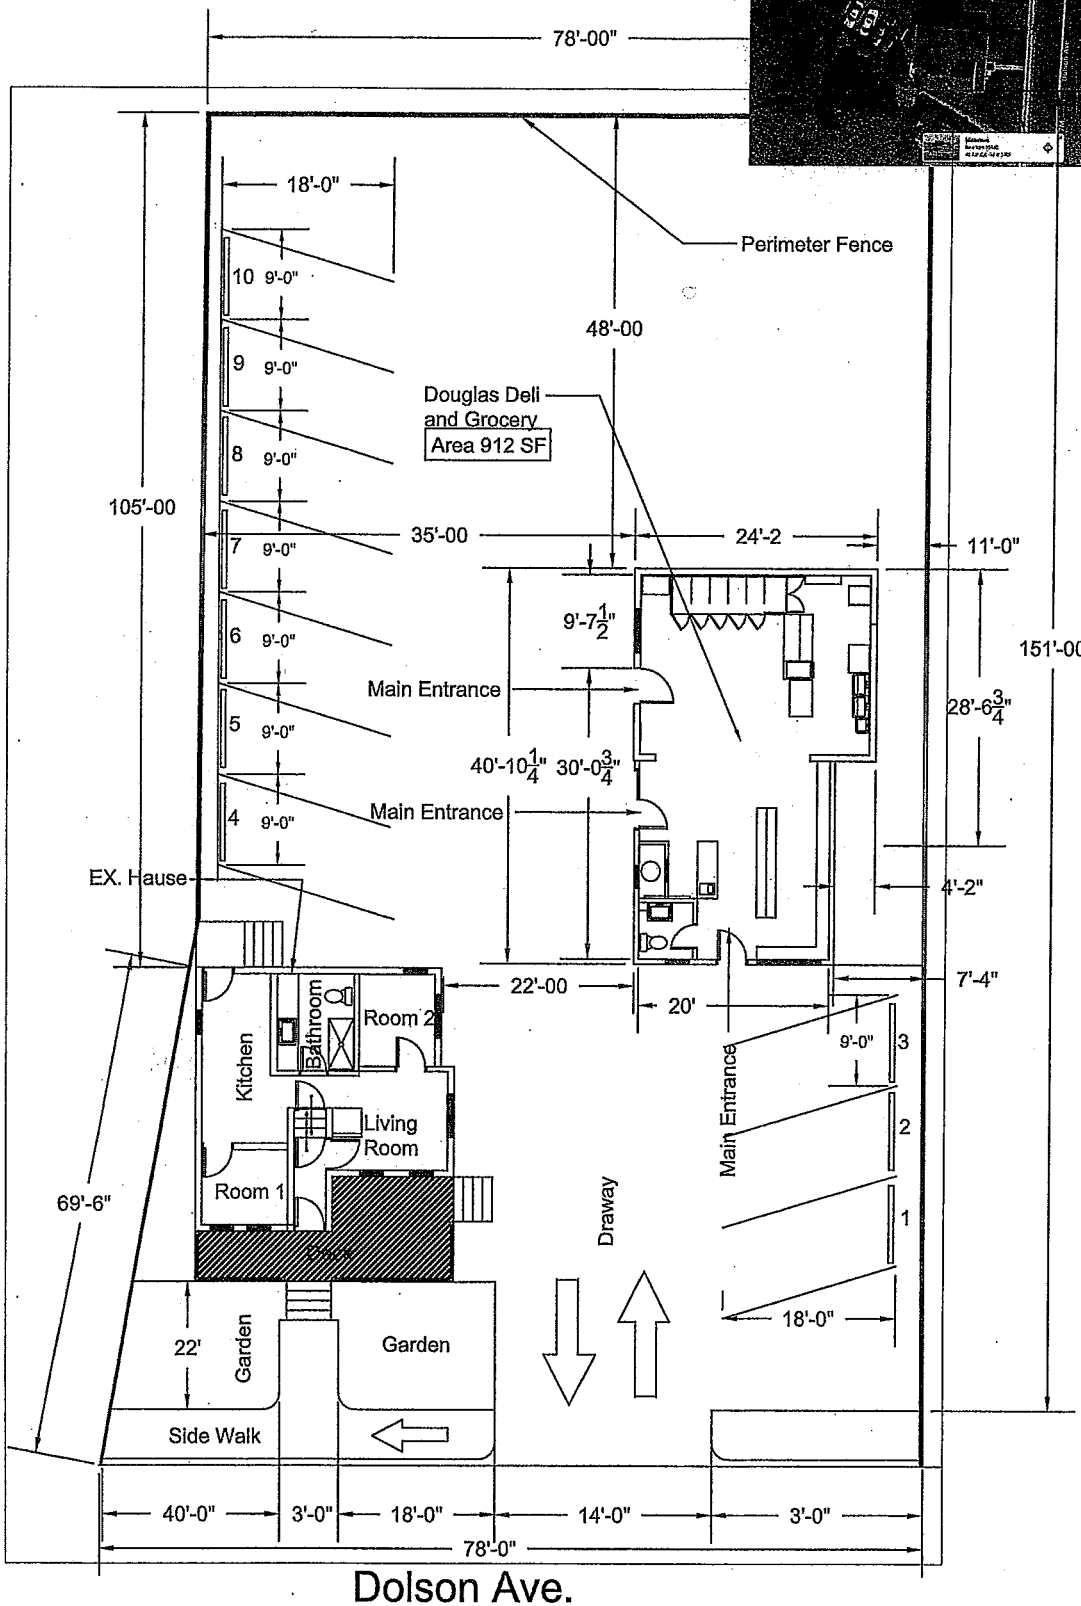 78'-00"
18'-0"
Perimeter Fence
10 9'-0"
48'-00
9 9'-0"
Douglas Deli
and Grocery
Area 912 SF
8 9'-0"
105'-00
35'-00
24'-2
11'-0"
7 9'-0"
9'-7 1/2"
6 9'-0"
151'-00
Main Entrance
28'-6 3/4"
5 9'-0"
40'-10 1/4" 30'-0 3/4"
Main Entrance
4 9'-0"
EX. Hause
4'-2"
22'-00
20'
7'-4"
Bathroom
Room 2
Kitchen
9'-0"
3
Main Entrance
Living
Room
2
69'-6"
Room 1
Draway
1
Deck
18'-0"
22'
Garden
Garden
Side Walk
40'-0"
3'-0"
18'-0"
14'-0"
3'-0"
78'-0"
Dolson Ave.